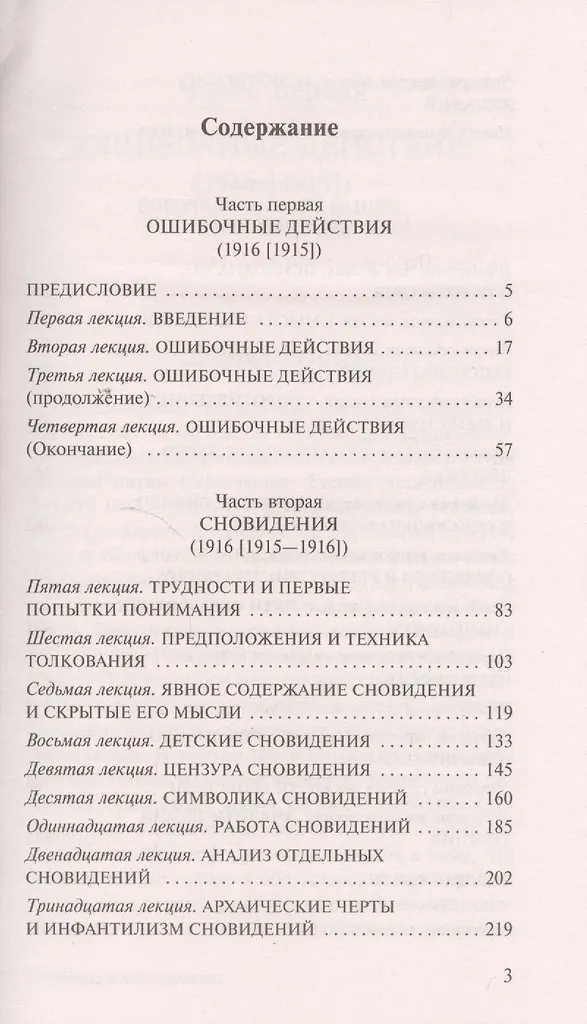 Содержание
Часть первая
ОШИБОЧНЫЕ ДЕЙСТВИЯ
(1916 [1915])
ПРЕДИСЛОВИЕ . . . . . . . . . . . . . . . . . . . . . . . . . . . . . . . . 5
Первая лекция. ВВЕДЕНИЕ . . . . . . . . . . . . . . . . . . . . . . . 6
Вторая лекция. ОШИБОЧНЫЕ ДЕЙСТВИЯ . . . . . . . . . . 17
Третья лекция. ОШИБОЧНЫЕ ДЕЙСТВИЯ
(продолжение) . . . . . . . . . . . . . . . . . . . . . . . . . . . . . . . 34
Четвертая лекция. ОШИБОЧНЫЕ ДЕЙСТВИЯ
(Окончание) . . . . . . . . . . . . . . . . . . . . . . . . . . . . . . . . 57
Часть вторая
СНОВИДЕНИЯ
(1916 [1915—1916])
Пятая лекция. ТРУДНОСТИ И ПЕРВЫЕ
ПОПЫТКИ ПОНИМАНИЯ . . . . . . . . . . . . . . . . . . . . . . . 83
Шестая лекция. ПРЕДПОЛОЖЕНИЯ И ТЕХНИКА
ТОЛКОВАНИЯ . . . . . . . . . . . . . . . . . . . . . . . . . . . . . . 103
Седьмая лекция. ЯВНОЕ СОДЕРЖАНИЕ СНОВИДЕНИЯ
И СКРЫТЫЕ ЕГО МЫСЛИ . . . . . . . . . . . . . . . . . . . . . 119
Восьмая лекция. ДЕТСКИЕ СНОВИДЕНИЯ . . . . . . . . . . 133
Девятая лекция. ЦЕНЗУРА СНОВИДЕНИЯ . . . . . . . . . . 145
Десятая лекция. СИМВОЛИКА СНОВИДЕНИЙ . . . . . . . 160
Одиннадцатая лекция. РАБОТА СНОВИДЕНИЙ . . . . . . 185
Двенадцатая лекция. АНАЛИЗ ОТДЕЛЬНЫХ
СНОВИДЕНИЙ . . . . . . . . . . . . . . . . . . . . . . . . . . . . . 202
Тринадцатая лекция. АРХАИЧЕСКИЕ ЧЕРТЫ
И ИНФАНТИЛИЗМ СНОВИДЕНИЙ . . . . . . . . . . . . . . . 219
3